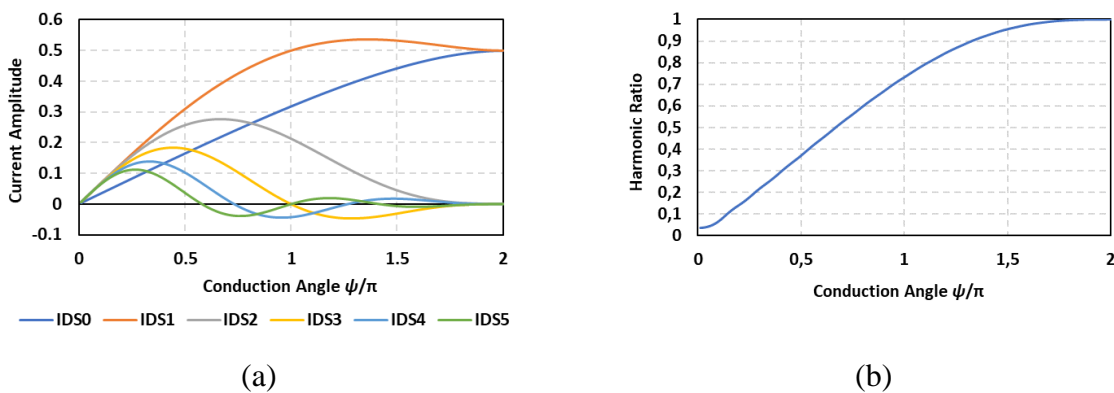 0.6
0.5
0.4
0.3
0.2
0.1
0
-0.1
Current Amplitude
0 0.5 1 1.5 2
Conduction Angle ψ/π
IDS0 IDS1 IDS2 IDS3 IDS4 IDS5
(a)
1
0,9
0,8
0,7
0,6
0,5
0,4
0,3
0,2
0,1
0
Harmonic Ratio
0 0,5 1 1,5 2
Conduction Angle ψ/π
(b)